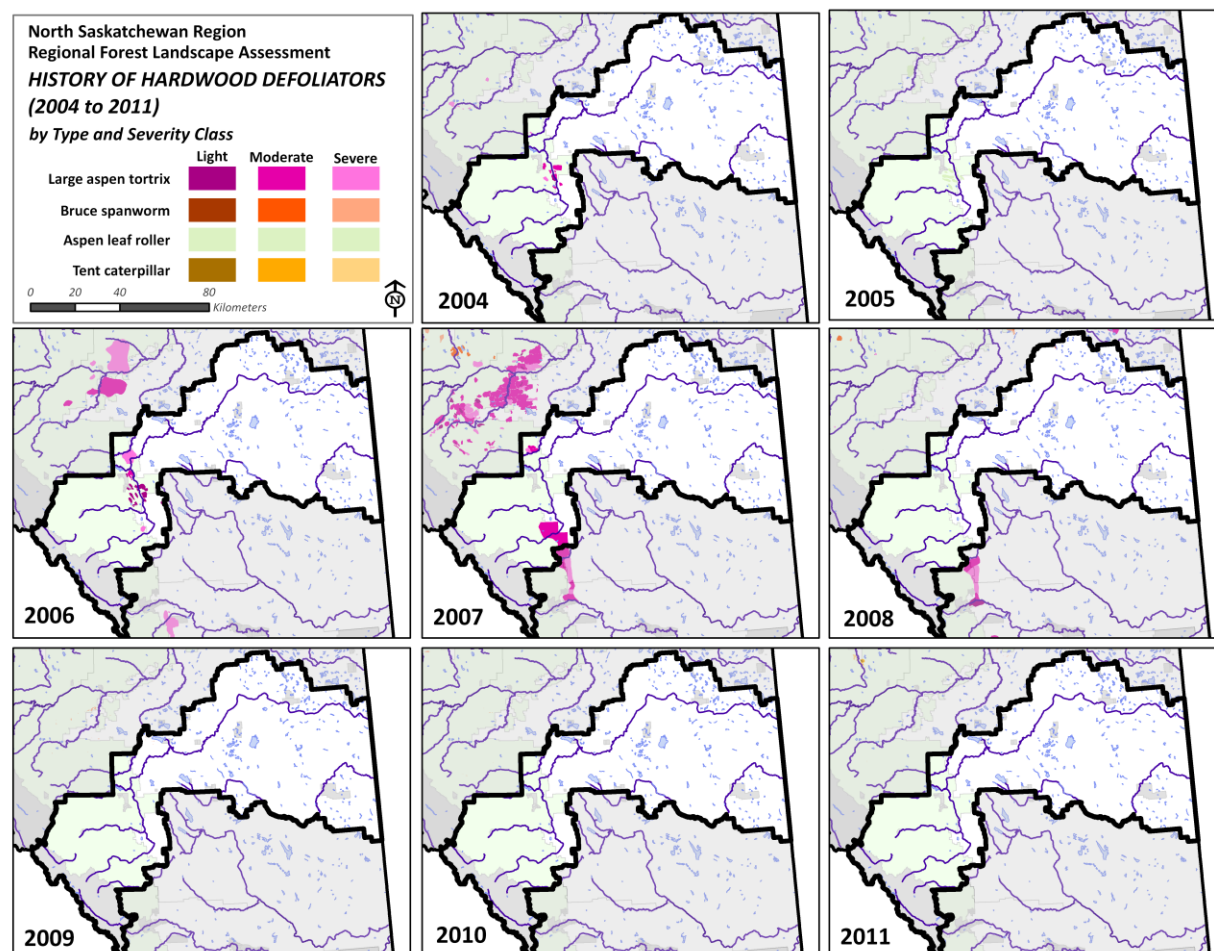 North Saskatchewan Region
Regional Forest Landscape Assessment
HISTORY OF HARDWOOD DEFOLIATORS
(2004 to 2011)
by Type and Severity Class
Light Moderate Severe
Large aspen tortrix
Bruce spanworm
Aspen leaf roller
Tent caterpillar
0 20 40 80
Kilometers
N
2004
2005
2006
2007
2008
2009
2010
2011